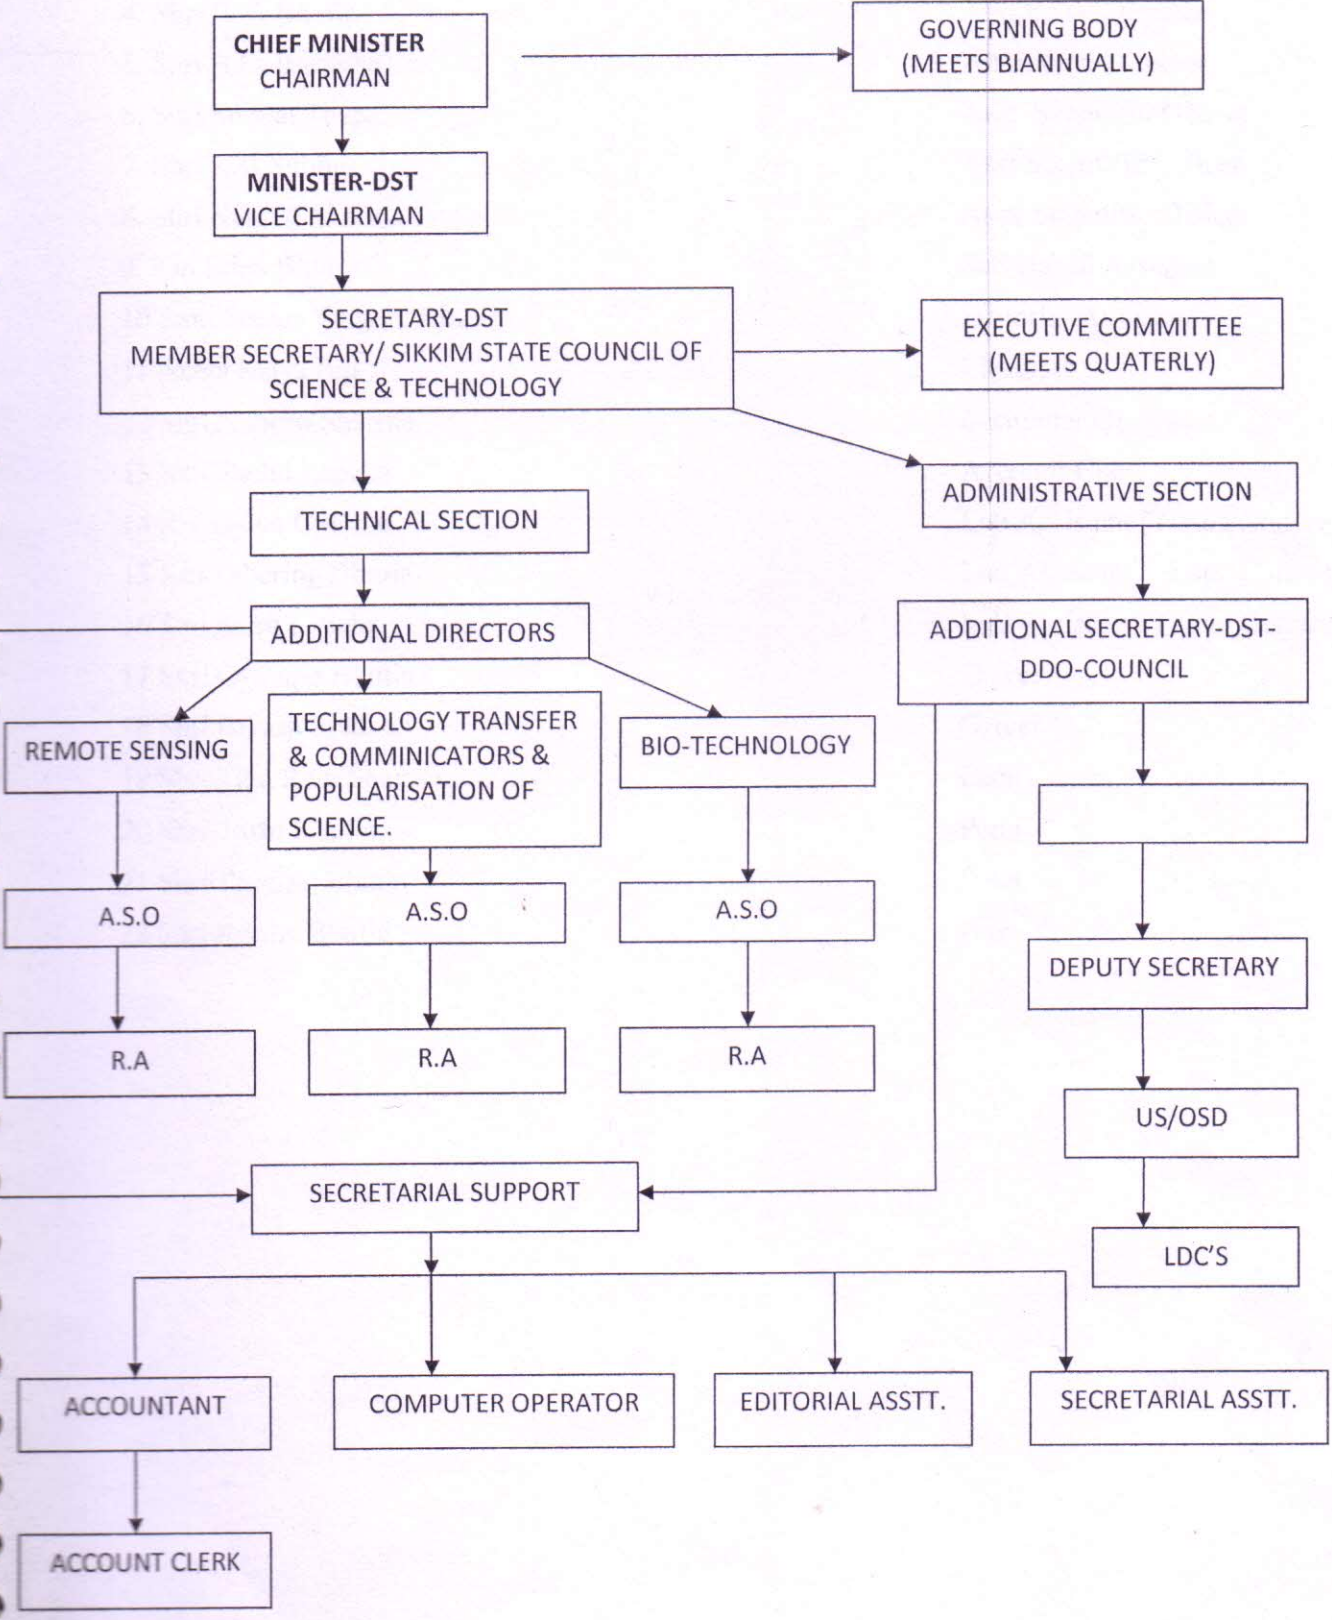 CHIEF MINISTER
CHAIRMAN
GOVERNING BODY
(MEETS BIANNUALLY)
MINISTER-DST
VICE CHAIRMAN
SECRETARY-DST
MEMBER SECRETARY/ SIKKIM STATE COUNCIL OF
SCIENCE & TECHNOLOGY
EXECUTIVE COMMITTEE
(MEETS QUATERLY)
TECHNICAL SECTION
ADMINISTRATIVE SECTION
ADDITIONAL DIRECTORS
ADDITIONAL SECRETARY-DST-
DDO-COUNCIL
REMOTE SENSING
TECHNOLOGY TRANSFER
& COMMINICATORS &
POPULARISATION OF
SCIENCE.
BIO-TECHNOLOGY
A.S.O
A.S.O
A.S.O
DEPUTY SECRETARY
R.A
R.A
R.A
US/OSD
SECRETARIAL SUPPORT
LDC'S
ACCOUNTANT
COMPUTER OPERATOR
EDITORIAL ASSTT.
SECRETARIAL ASSTT.
ACCOUNT CLERK